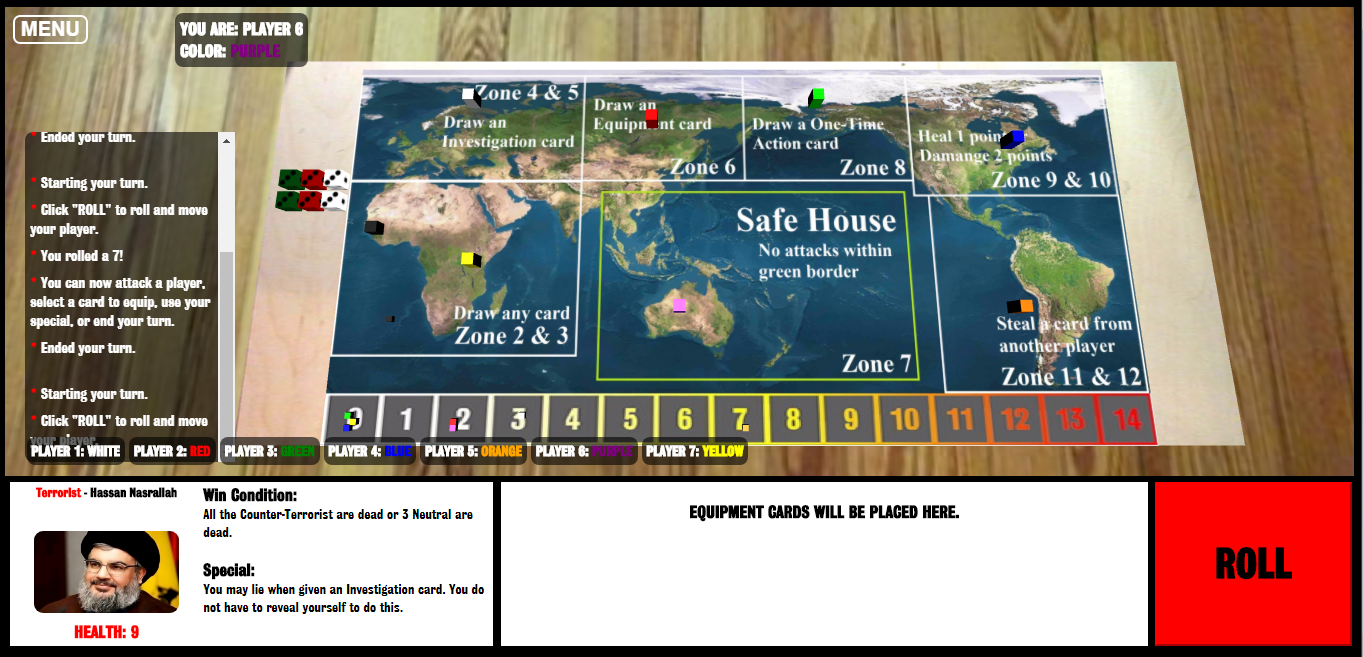 MENU
YOU ARE: PLAYER 6
COLOR: PURPLE
* Ended your turn.
* Starting your turn.
* Click "ROLL" to roll and move
your player.
* You rolled a 7!
* You can now attack a player,
select a card to equip, use your
special, or end your turn.
* Ended your turn.
* Starting your turn.
* Click "ROLL" to roll and move
your player.
Zone 4 & 5
Draw an
Investigation card
Draw an
Equipment card
Zone 6
Draw a One-Time
Action card
Zone 8
Heal 1 point
Damange 2 points
Zone 9 & 10
Draw any card
Zone 2 & 3
Safe House
No attacks within
green border
Zone 7
Steal a card from
another player
Zone 11 & 12
0 1 2 3 4 5 6 7 8 9 10 11 12 13 14
PLAYER 1: WHITE PLAYER 2: RED PLAYER 3: GREEN PLAYER 4: BLUE PLAYER 5: ORANGE PLAYER 6: PURPLE PLAYER 7: YELLOW
Terrorist - Hassan Nasrallah
HEALTH: 9
Win Condition:
All the Counter-Terrorist are dead or 3 Neutral are
dead.
Special:
You may lie when given an Investigation card. You do
not have to reveal yourself to do this.
EQUIPMENT CARDS WILL BE PLACED HERE.
ROLL